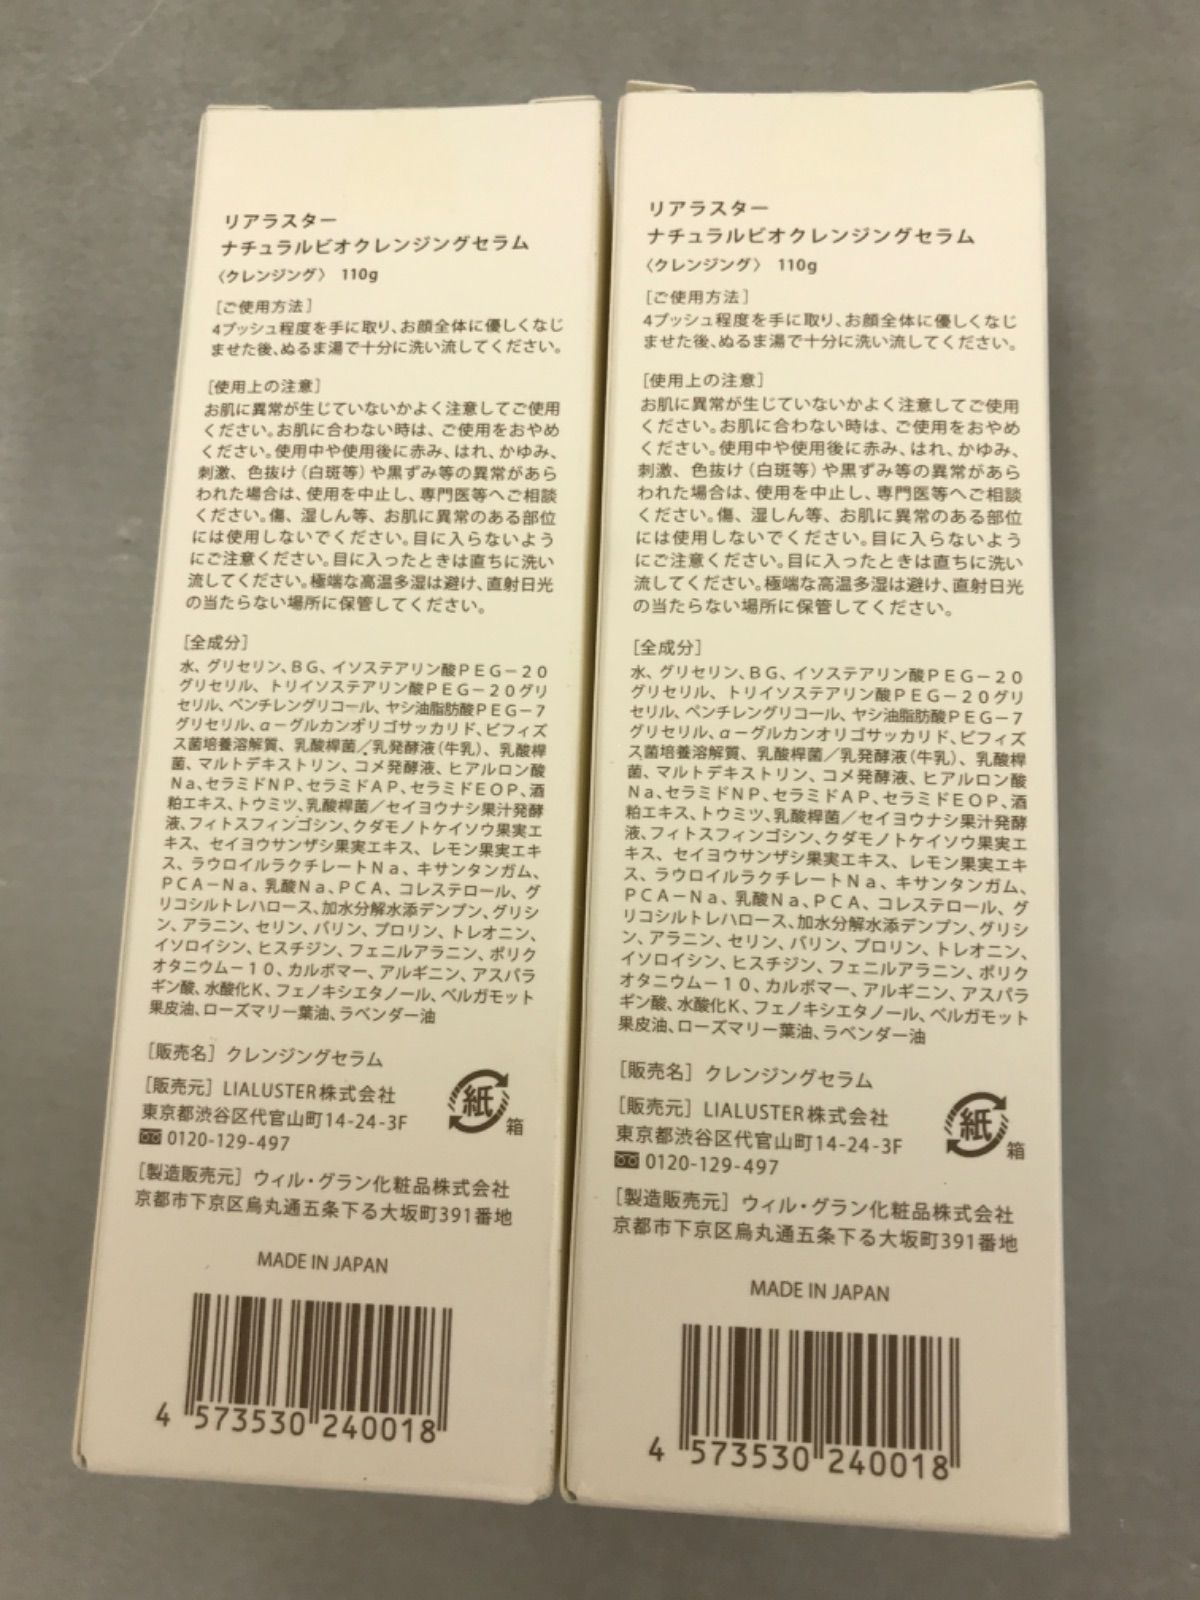 リアラスター
ナチュラルビオクレンジングセラム
〈クレンジング〉 110g
［ご使用方法］
4プッシュ程度を手に取り、お顔全体に優しくなじ
ませた後、ぬるま湯で十分に洗い流してください。
［使用上の注意］
お肌に異常が生じていないかよく注意してご使用
ください。お肌に合わない時は、ご使用をおやめ
ください。使用中や使用後に赤み、はれ、かゆみ、
刺激、色抜け（白斑等）や黒ずみ等の異常があら
われた場合は、使用を中止し、専門医等へご相談
ください。傷、湿しん等、お肌に異常のある部位
には使用しないでください。目に入らないよう
にご注意ください。目に入ったときは直ちに洗い
流してください。極端な高温多湿は避け、直射日光
の当たらない場所に保管してください。
［全成分］
水、グリセリン、ＢＧ、イソステアリン酸ＰＥＧ－２０
グリセリル、トリイソステアリン酸ＰＥＧ－２０グリ
セリル、ペンチレングリコール、ヤシ油脂肪酸ＰＥＧ－７
グリセリル、α－グルカンオリゴサッカリド、ビフィズ
ス菌培養溶解質、乳酸桿菌／乳発酵液（牛乳）、乳酸桿
菌、マルトデキストリン、コメ発酵液、ヒアルロン酸
Ｎａ、セラミドＮＰ、セラミドＡＰ、セラミドＥＯＰ、酒
粕エキス、トウミツ、乳酸桿菌／セイヨウナシ果汁発酵
液、フィトスフィンゴシン、クダモノトケイソウ果実エ
キス、セイヨウサンザシ果実エキス、レモン果実エキ
ス、ラウロイルラクチレートＮａ、キサンタンガム、
ＰＣＡ－Ｎａ、乳酸Ｎａ、ＰＣＡ、コレステロール、グ
リコシルトレハロース、加水分解水添デンプン、グリシ
ン、アラニン、セリン、バリン、プロリン、トレオニン、
イソロイシン、ヒスチジン、フェニルアラニン、ポリク
オタニウム－１０、カルボマー、アルギニン、アスパラ
ギン酸、水酸化Ｋ、フェノキシエタノール、ベルガモット
果皮油、ローズマリー葉油、ラベンダー油
［販売名］クレンジングセラム
［販売元］LIALUSTER株式会社
東京都渋谷区代官山町14-24-3F
0120-129-497
紙
箱
［製造販売元］ウィル・グラン化粧品株式会社
京都市下京区烏丸通五条下る大坂町391番地
MADE IN JAPAN
4 573530 240018
リアラスター
ナチュラルビオクレンジングセラム
〈クレンジング〉 110g
［ご使用方法］
4プッシュ程度を手に取り、お顔全体に優しくなじ
ませた後、ぬるま湯で十分に洗い流してください。
［使用上の注意］
お肌に異常が生じていないかよく注意してご使用
ください。お肌に合わない時は、ご使用をおやめ
ください。使用中や使用後に赤み、はれ、かゆみ、
刺激、色抜け（白斑等）や黒ずみ等の異常があら
われた場合は、使用を中止し、専門医等へご相談
ください。傷、湿しん等、お肌に異常のある部位
には使用しないでください。目に入らないよう
にご注意ください。目に入ったときは直ちに洗い
流してください。極端な高温多湿は避け、直射日光
の当たらない場所に保管してください。
［全成分］
水、グリセリン、ＢＧ、イソステアリン酸ＰＥＧ－２０
グリセリル、トリイソステアリン酸ＰＥＧ－２０グリ
セリル、ペンチレングリコール、ヤシ油脂肪酸ＰＥＧ－７
グリセリル、α－グルカンオリゴサッカリド、ビフィズ
ス菌培養溶解質、乳酸桿菌／乳発酵液（牛乳）、乳酸桿
菌、マルトデキストリン、コメ発酵液、ヒアルロン酸
Ｎａ、セラミドＮＰ、セラミドＡＰ、セラミドＥＯＰ、酒
粕エキス、トウミツ、乳酸桿菌／セイヨウナシ果汁発酵
液、フィトスフィンゴシン、クダモノトケイソウ果実エ
キス、セイヨウサンザシ果実エキス、レモン果実エキ
ス、ラウロイルラクチレートＮａ、キサンタンガム、
ＰＣＡ－Ｎａ、乳酸Ｎａ、ＰＣＡ、コレステロール、グ
リコシルトレハロース、加水分解水添デンプン、グリシ
ン、アラニン、セリン、バリン、プロリン、トレオニン、
イソロイシン、ヒスチジン、フェニルアラニン、ポリク
オタニウム－１０、カルボマー、アルギニン、アスパラ
ギン酸、水酸化Ｋ、フェノキシエタノール、ベルガモット
果皮油、ローズマリー葉油、ラベンダー油
［販売名］クレンジングセラム
［販売元］LIALUSTER株式会社
東京都渋谷区代官山町14-24-3F
0120-129-497
紙
箱
［製造販売元］ウィル・グラン化粧品株式会社
京都市下京区烏丸通五条下る大坂町391番地
MADE IN JAPAN
4 573530 240018